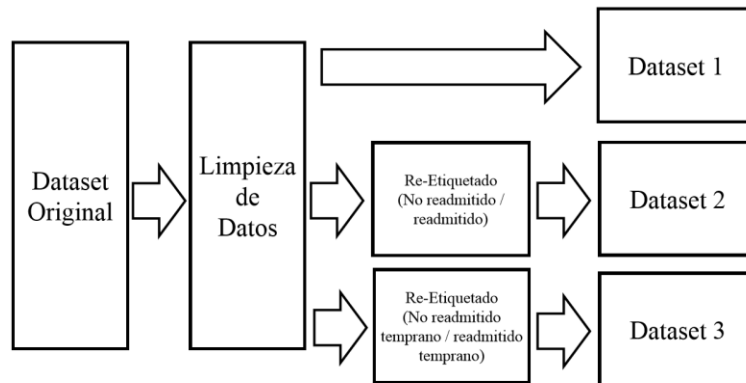 Dataset
Original
Limpieza
de
Datos
Dataset 1
Re-Etiquetado
(No readmitido /
readmitido)
Dataset 2
Re-Etiquetado
(No readmitido
temprano / readmitido
temprano)
Dataset 3